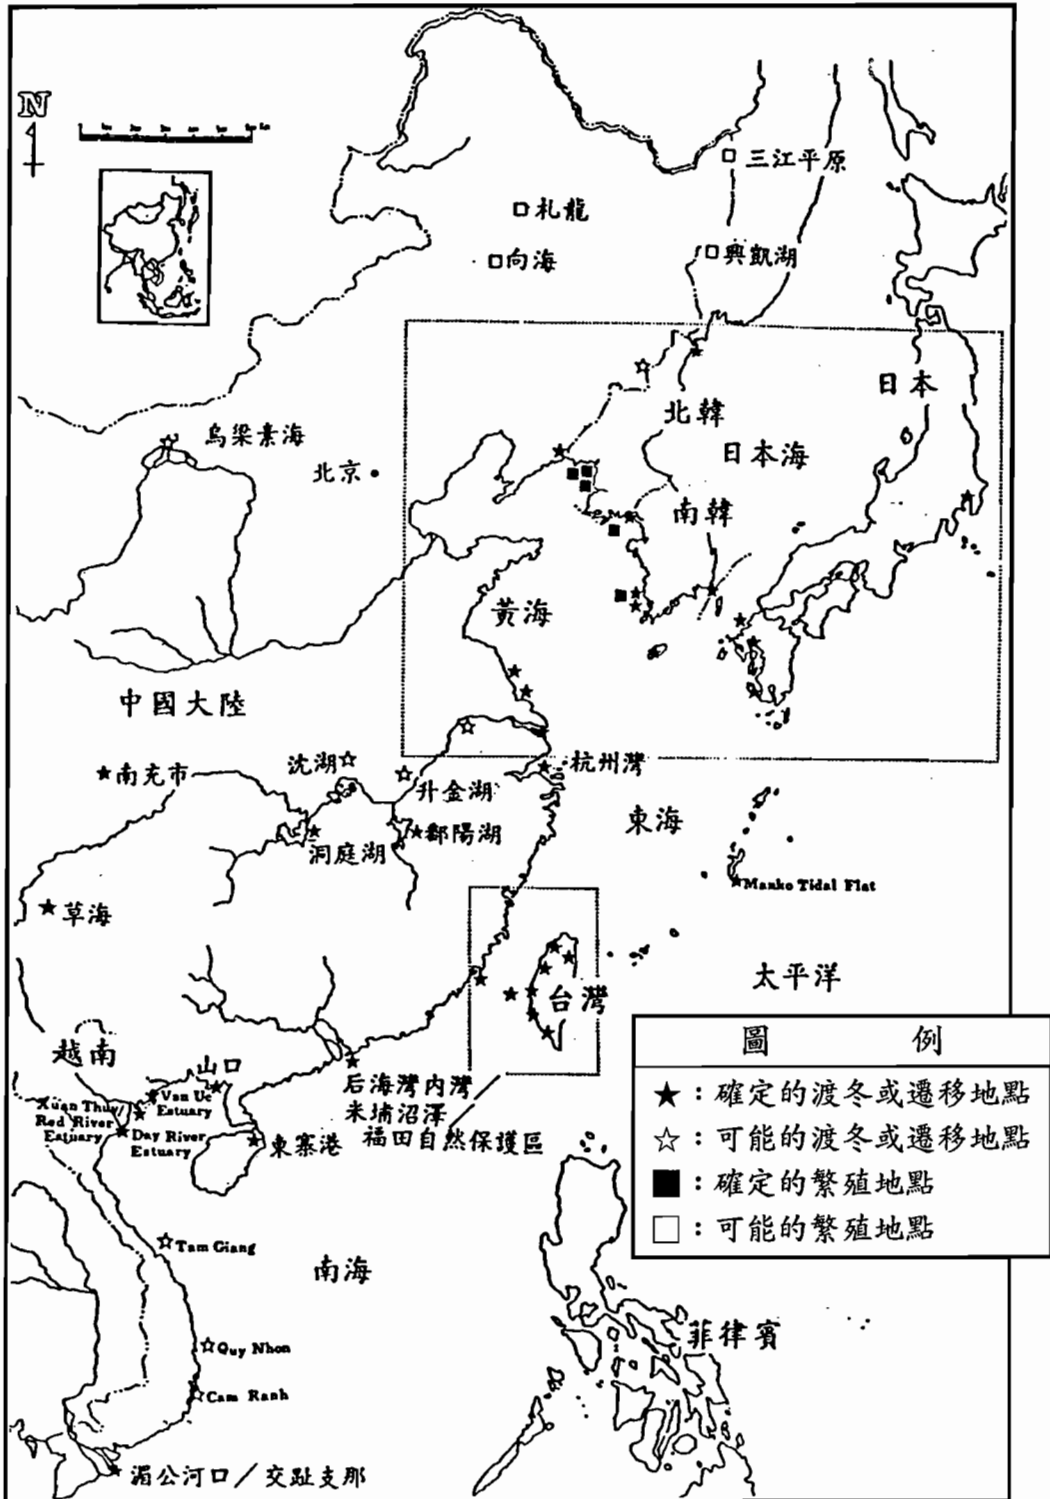 N
三江平原
札龍
向海
興凱湖
日本
北韓
烏梁素海
日本海
北京
南韓
黃海
中國大陸
沈湖
杭州灣
南充市
升金湖
東海
鄱陽湖
洞庭湖
Manko Tidal Flat
草海
太平洋
台灣
越南
山口
后海灣內灣
米埔沼澤
福田自然保護區
Van Uc
Estuary
Xuan Thuy/
Red River
Estuary
Day River
Estuary
東寨港
Tam Giang
南海
Quy Nhon
菲律賓
Cam Ranh
湄公河口/交趾支那
圖例
★:確定的渡冬或遷移地點
☆:可能的渡冬或遷移地點
■:確定的繁殖地點
□:可能的繁殖地點